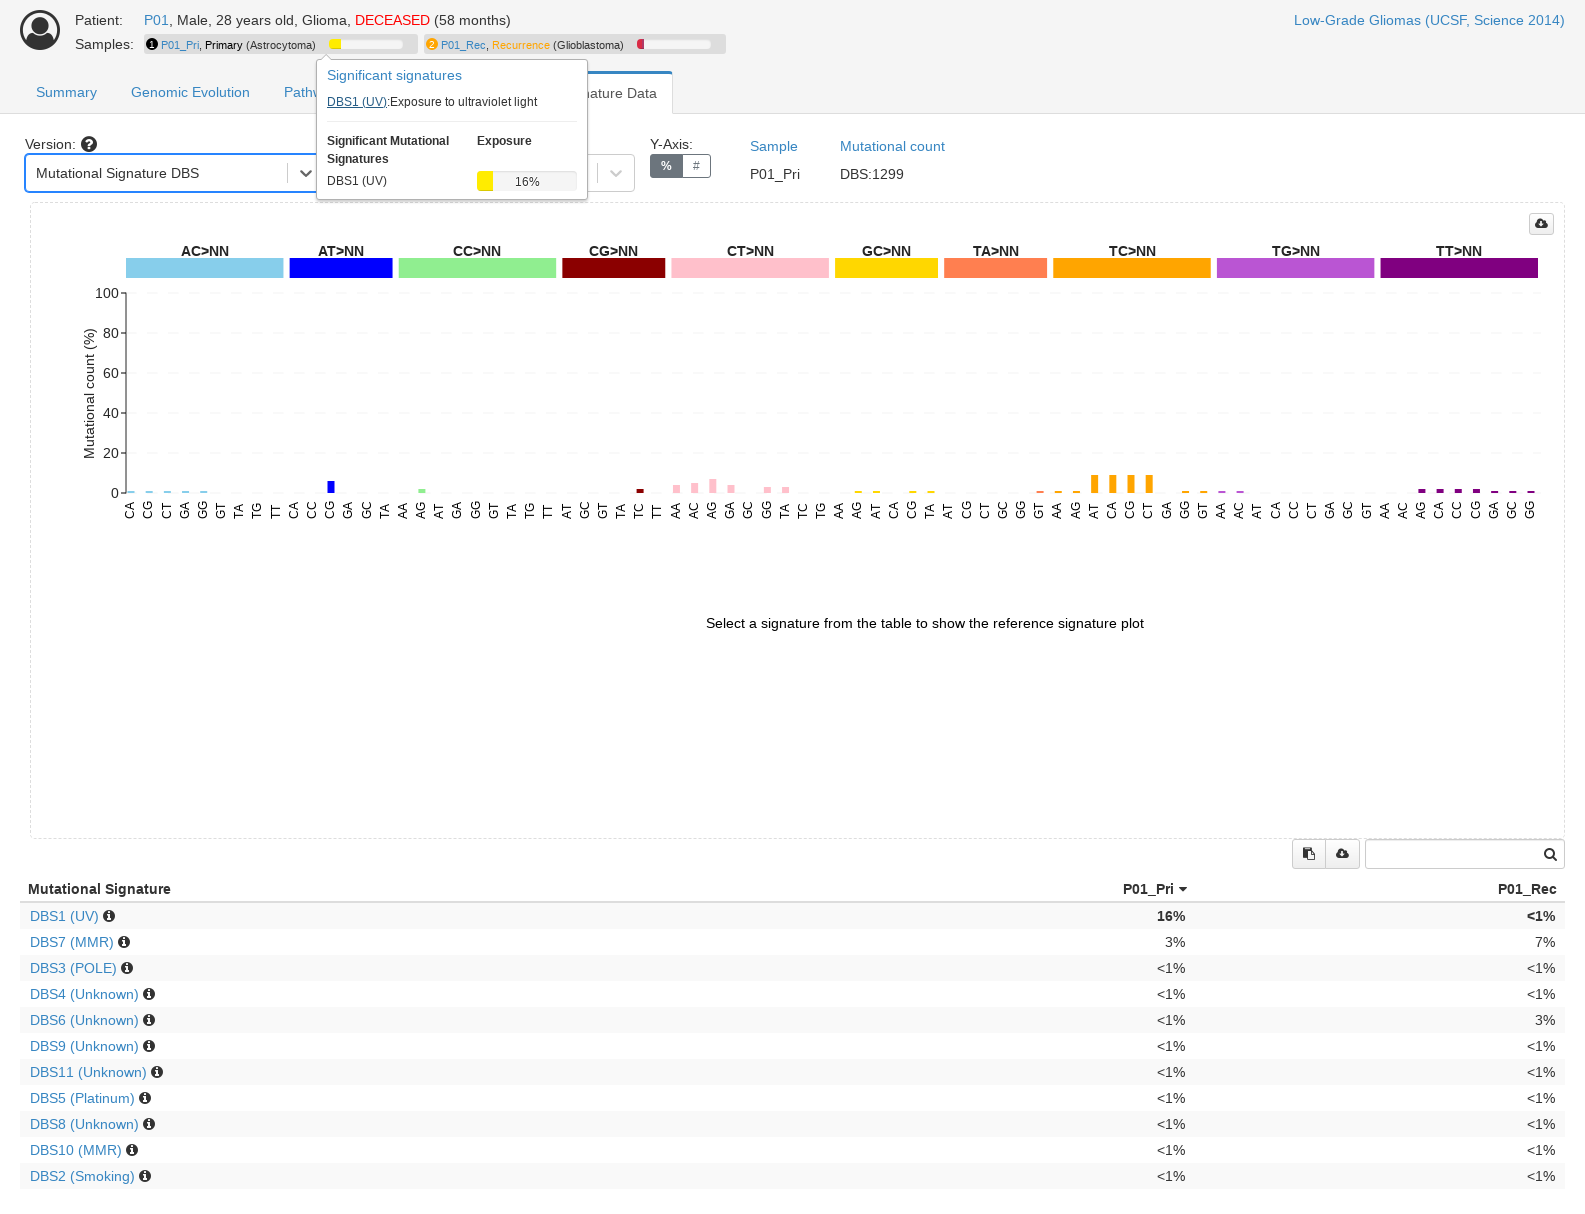 Patient: P01, Male, 28 years old, Glioma, DECEASED (58 months)
Low-Grade Gliomas (UCSF, Science 2014)
Samples: 1 P01_Pri, Primary (Astrocytoma) 2 P01_Rec, Recurrence (Glioblastoma)
Significant signatures
Summary Genomic Evolution Pathw ature Data
DBS1 (UV):Exposure to ultraviolet light
Significant Mutational Signatures Exposure
DBS1 (UV) 16%
Version: ?
Mutational Signature DBS
Y-Axis:
% #
Sample Mutational count
P01_Pri DBS:1299
AC>NN AT>NN CC>NN CG>NN CT>NN GC>NN TA>NN TC>NN TG>NN TT>NN
Mutational count (%)
100
80
60
40
20
0
CA CG CT GA GG GT TA TG TT CA CC CG GA GC TA AA AG AT GA GG GT TA TG TT AT GC GT TA TC TT AA AC AG GA GC GG TA TC TG AA AG AT CA CG TA AT CG CT GC GG GT AA AG AT CA CG CT GA GG GT AA AC AT CA CC CT GA GC GT AA AC AG CA CC CG GA GC GG
Select a signature from the table to show the reference signature plot
Mutational Signature P01_Pri P01_Rec
DBS1 (UV) 16% <1%
DBS7 (MMR) 3% 7%
DBS3 (POLE) <1% <1%
DBS4 (Unknown) <1% <1%
DBS6 (Unknown) <1% 3%
DBS9 (Unknown) <1% <1%
DBS11 (Unknown) <1% <1%
DBS5 (Platinum) <1% <1%
DBS8 (Unknown) <1% <1%
DBS10 (MMR) <1% <1%
DBS2 (Smoking) <1% <1%